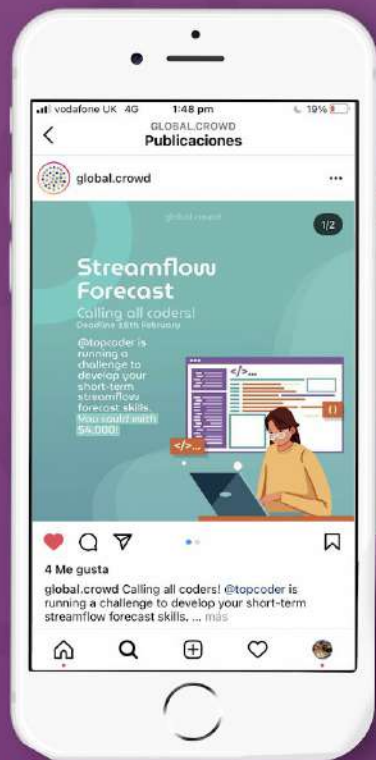 vodafone UK 4G 1:48 pm 19%
GLOBAL.CROWD
Publicaciones
global.crowd
global.crowd
1/2
Streamflow
Forecast
Calling all coders!
Deadline 28th February
@topcoder is
running a
challenge to
develop your
short-term
streamflow
forecast skills.
You could
$4,000!
</>...
{}
</>...
4 Me gusta
global.crowd Calling all coders! @topcoder is
running a challenge to develop your short-term
streamflow forecast skills. ... más